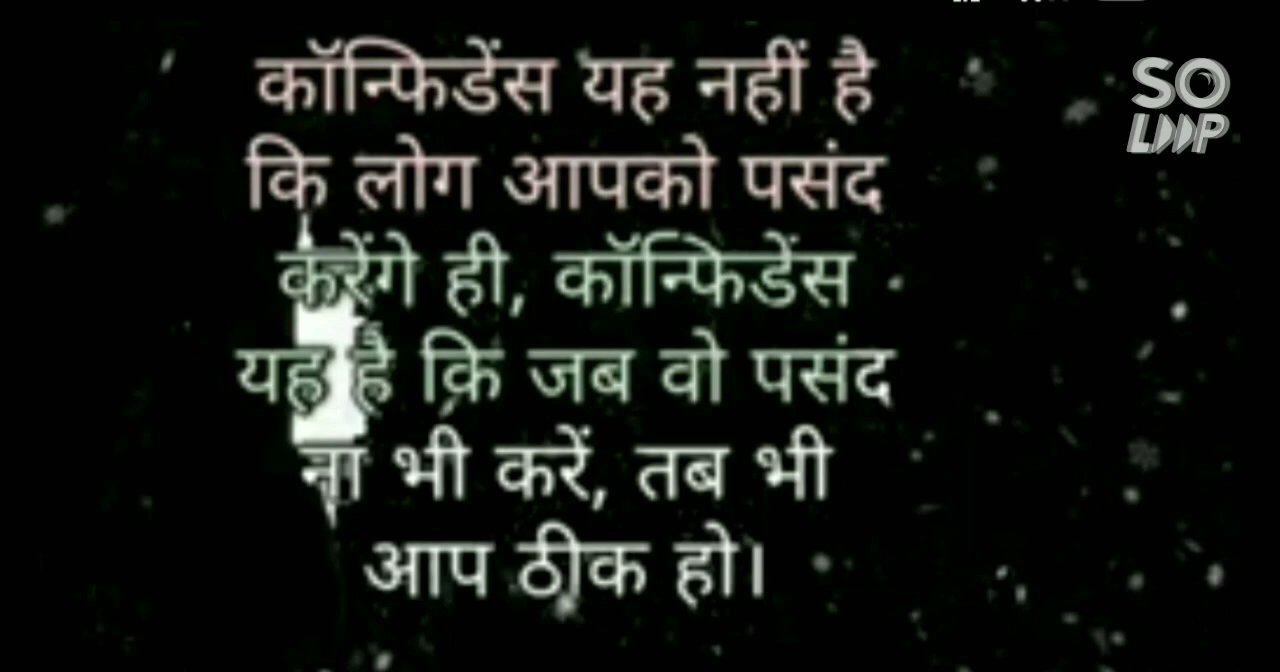 कॉन्फिडेंस यह नहीं है
कि लोग आपको पसंद
करेंगे ही, कॉन्फिडेंस
यह है कि जब वो पसंद
ना भी करें, तब भी
आप ठीक हो।
SO
LOOP